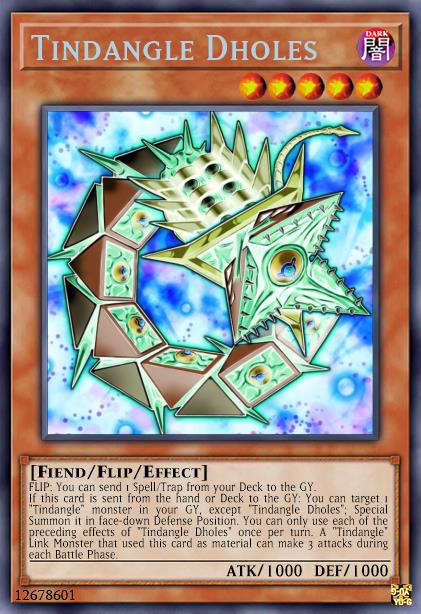 Tindangle Dholes
DARK
闇
[Fiend/Flip/Effect]
FLIP: You can send 1 Spell/Trap from your Deck to the GY.
If this card is sent from the hand or Deck to the GY: You can target 1
"Tindangle" monster in your GY, except "Tindangle Dholes"; Special
Summon it in face-down Defense Position. You can only use each of the
preceding effects of "Tindangle Dholes" once per turn. A "Tindangle"
Link Monster that used this card as material can make 3 attacks during
each Battle Phase.
ATK/1000 DEF/1000
12678601